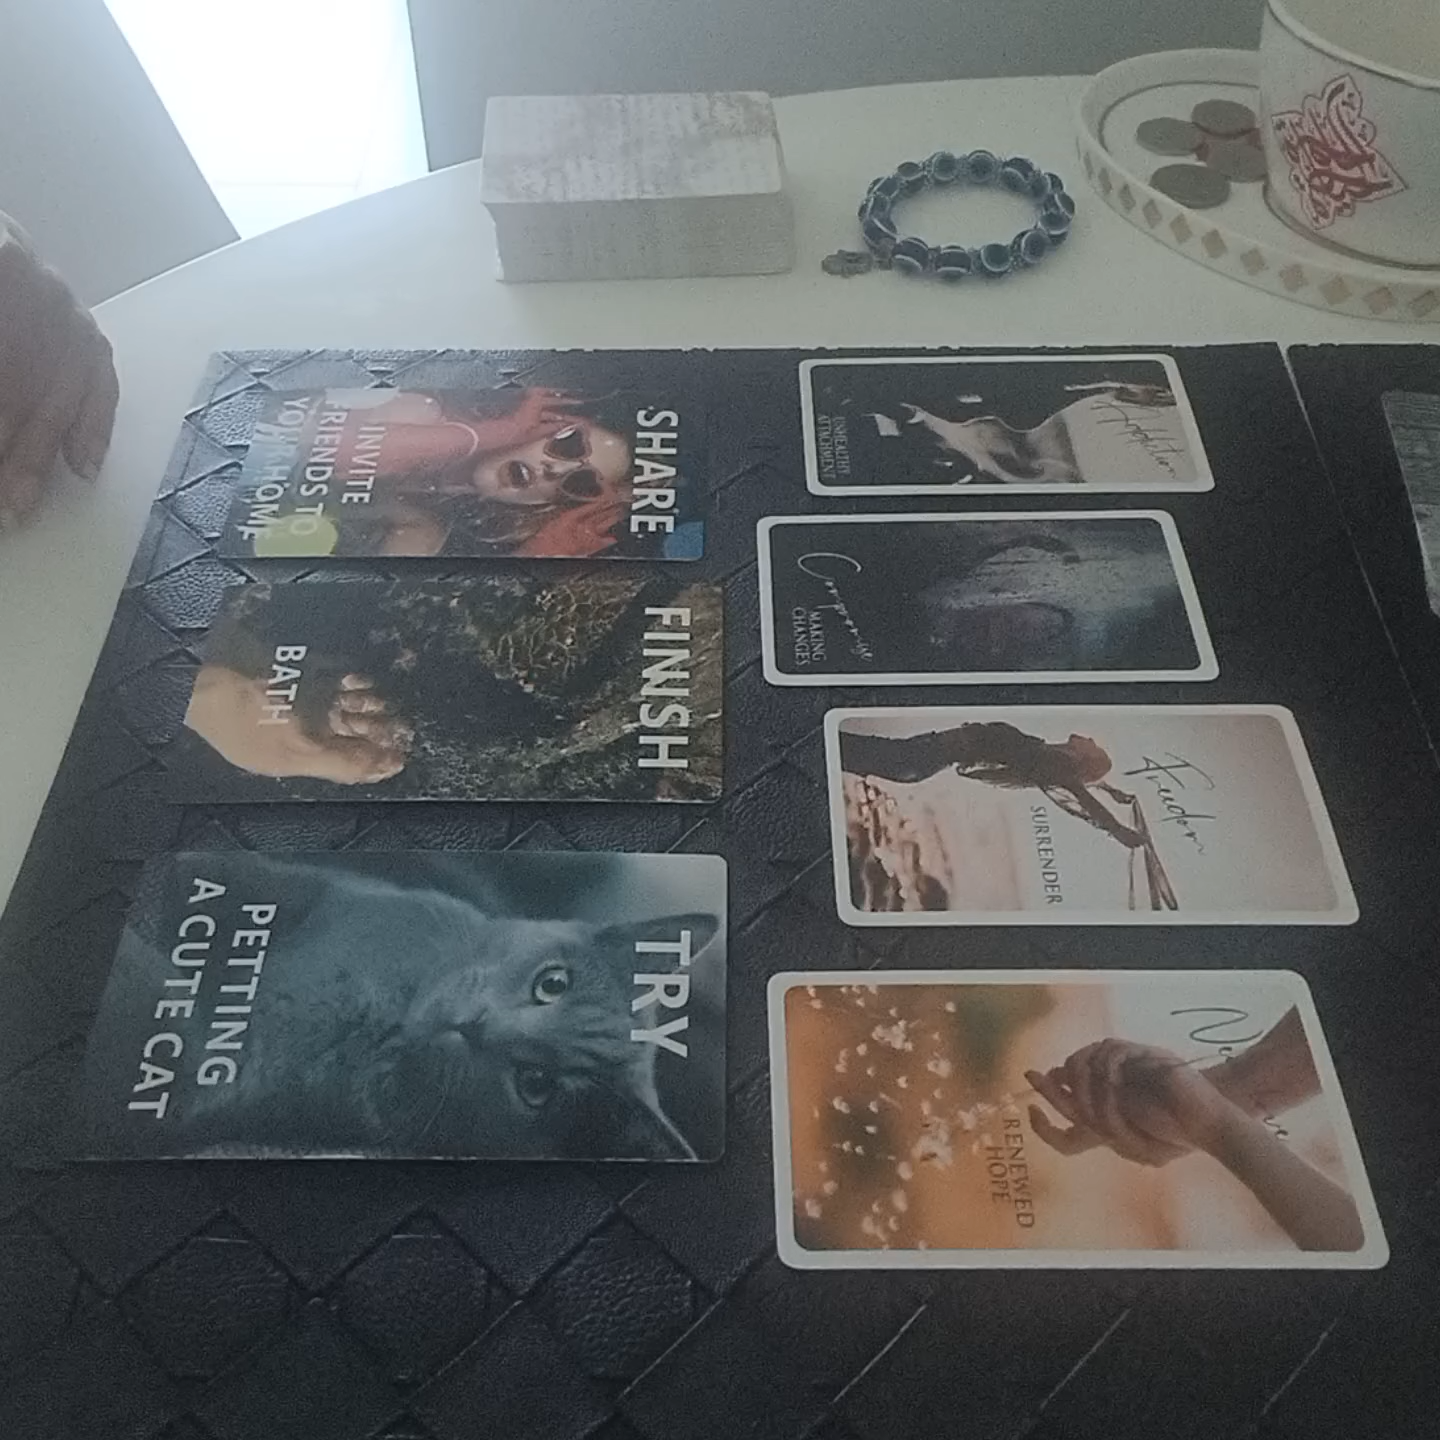 SHARE
INVITE
FRIENDS TO
YOUR HOME
FINISH
BATH
TRY
PETTING
A CUTE CAT
Addiction
UNHEALTHY
ATTACHMENT
Compromise
MAKING
CHANGES
Freedom
SURRENDER
RENEWED
HOPE